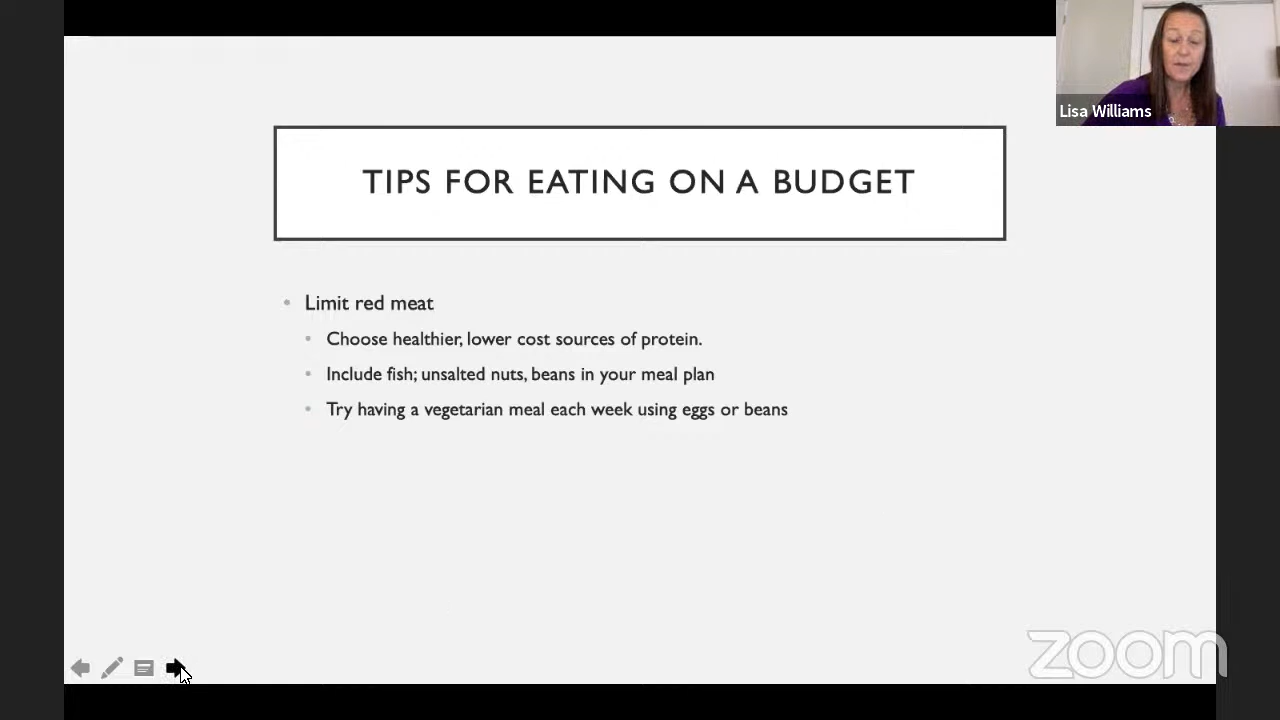 Lisa Williams
TIPS FOR EATING ON A BUDGET
• Limit red meat
• Choose healthier, lower cost sources of protein.
• Include fish; unsalted nuts, beans in your meal plan
• Try having a vegetarian meal each week using eggs or beans
zoom